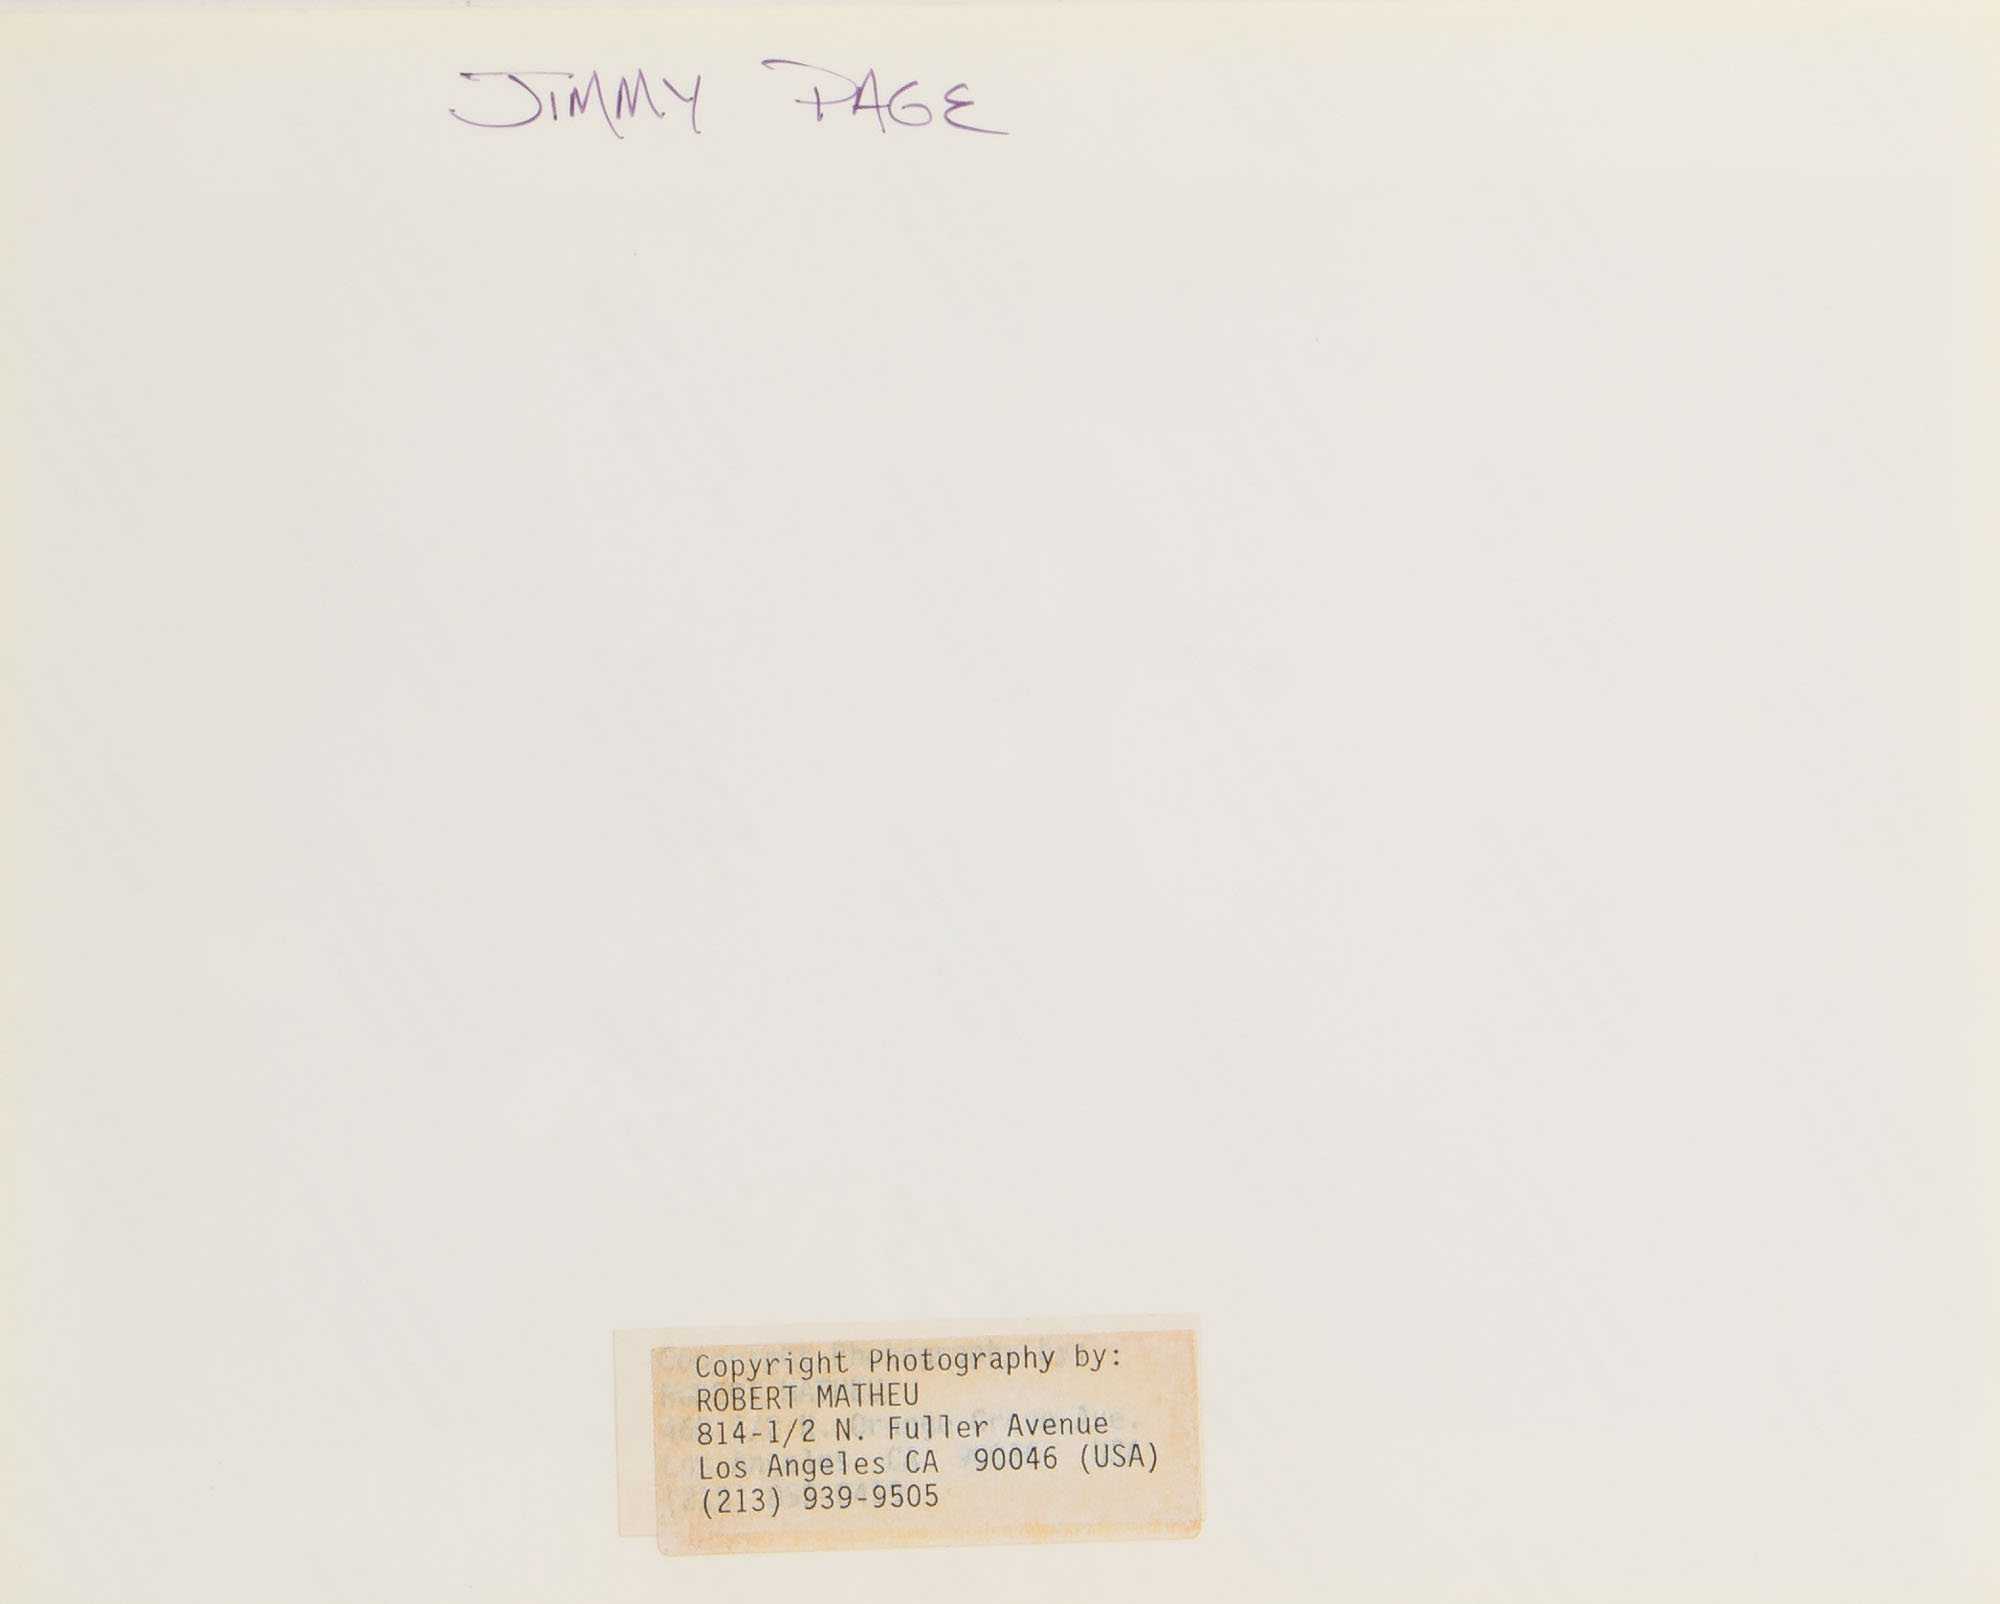 JIMMY PAGE
Copyright Photography by:
ROBERT MATHEU
814-1/2 N. Fuller Avenue
Los Angeles CA 90046 (USA)
(213) 939-9505